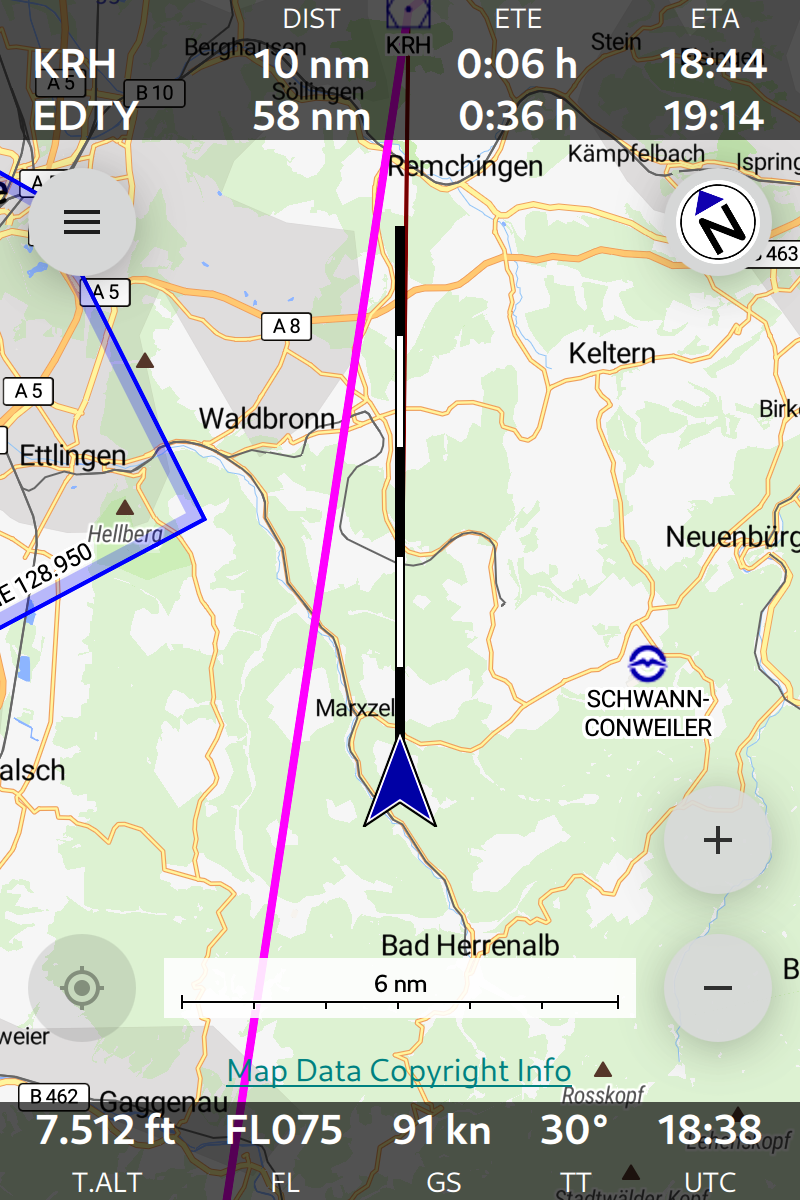 DIST ETE ETA
Berghausen KRH Stein
KRH 10 nm 0:06 h 18:44
A 5 B 10 Söllingen
EDTY 58 nm 0:36 h 19:14
Remchingen Kämpfelbach Ispring
N
463
A 5
A 8
Keltern
A 5
Waldbronn Birk
Ettlingen
Hellberg Neuenbürg
E 128.950
SCHWANN-
CONWEILER
Marxzel
alsch
+
Bad Herrenalb
B
6 nm
weier
Map Data Copyright Info
B 462 Gaggenau Rosskopf
7.512 ft FL075 91 kn 30° 18:38
Lehenskopf
T.ALT FL GS TT UTC
Stadtwälder Kopf